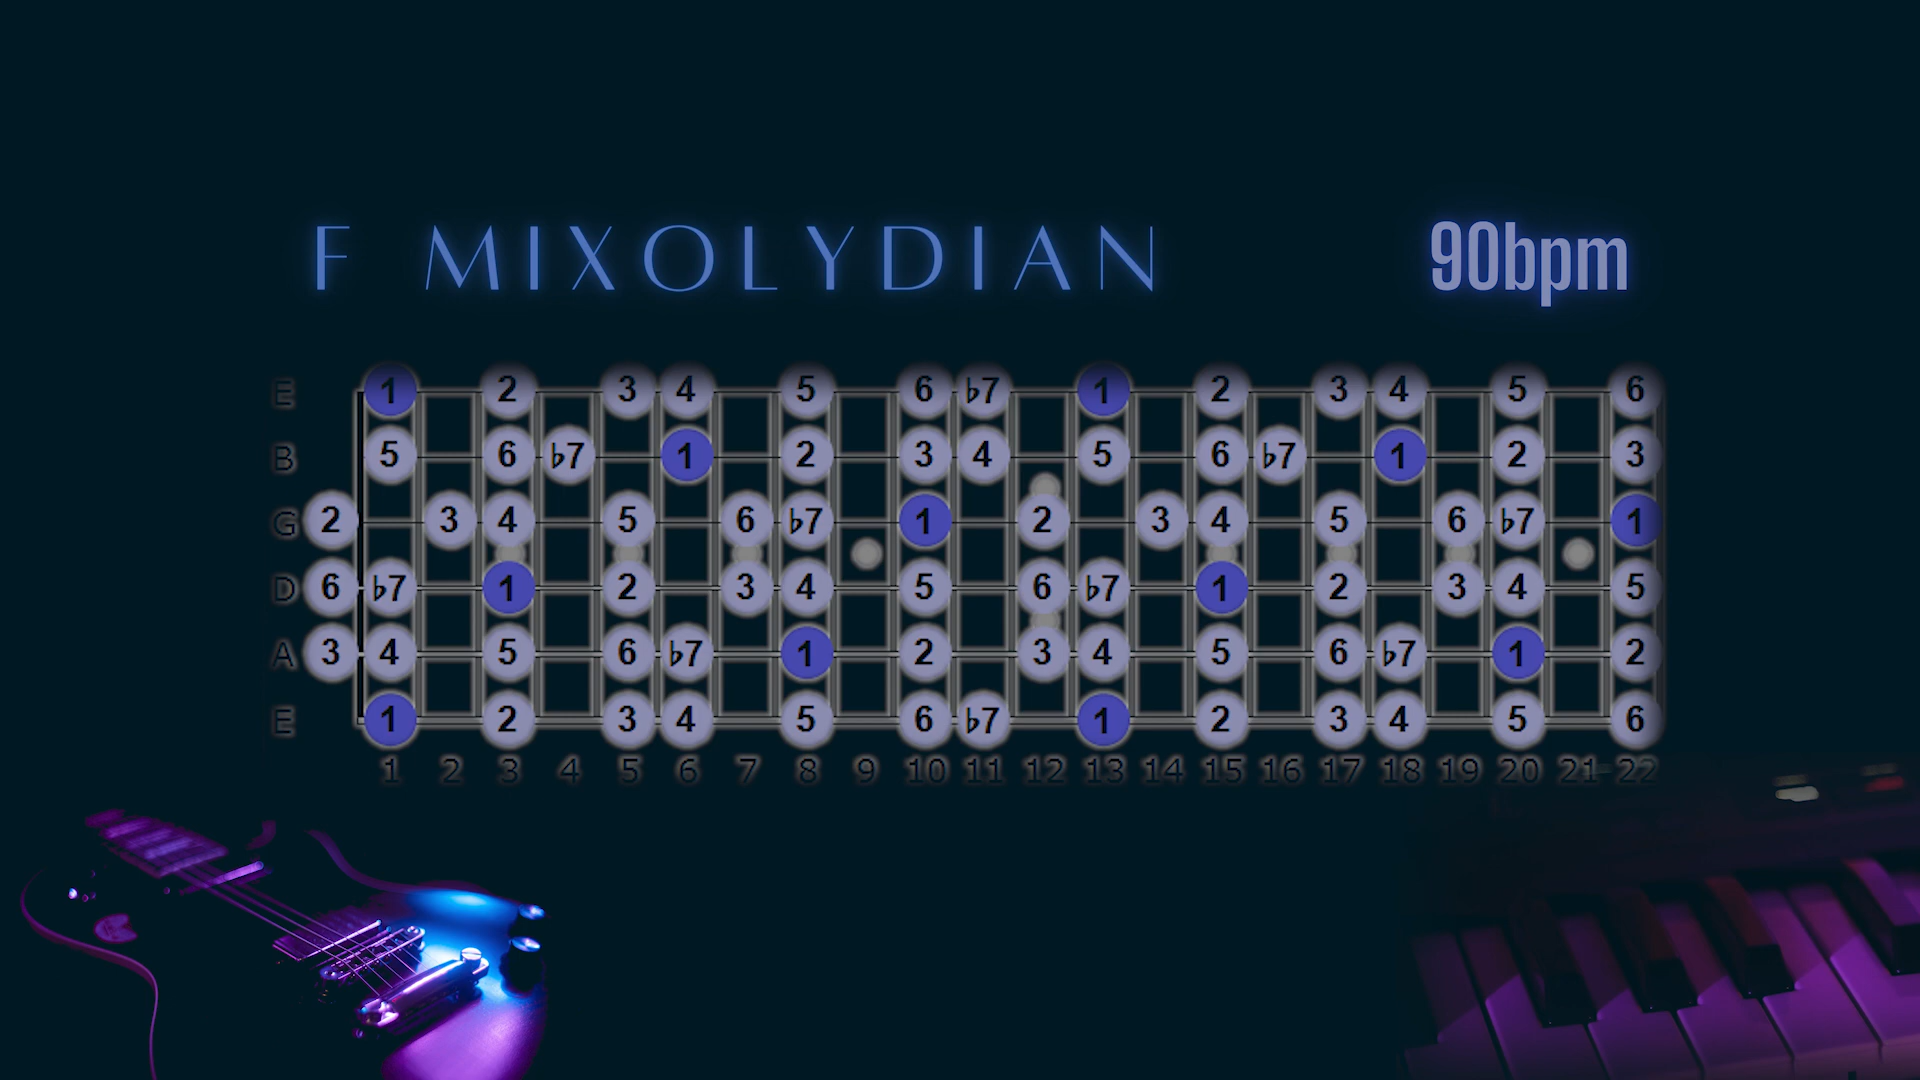 F MIXOLYDIAN 90bpm
E 1 2 3 4 5 6 ♭7 1 2 3 4 5 6
B 5 6 ♭7 1 2 3 4 5 6 ♭7 1 2 3
G 2 3 4 5 6 ♭7 1 2 3 4 5 6 ♭7 1
D 6 ♭7 1 2 3 4 5 6 ♭7 1 2 3 4 5
A 3 4 5 6 ♭7 1 2 3 4 5 6 ♭7 1 2
E 1 2 3 4 5 6 ♭7 1 2 3 4 5 6
1 2 3 4 5 6 7 8 9 10 11 12 13 14 15 16 17 18 19 20 21 22